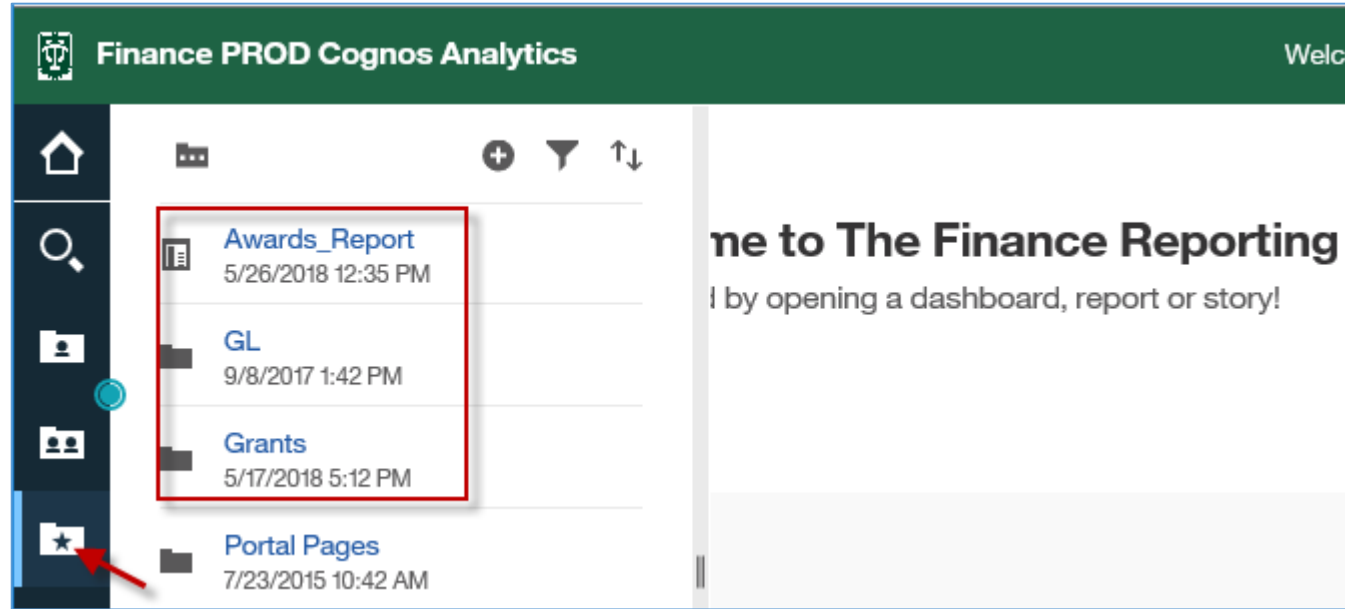 Finance PROD Cognos Analytics
Welc
Awards_Report
5/26/2018 12:35 PM
GL
9/8/2017 1:42 PM
Grants
5/17/2018 5:12 PM
Portal Pages
7/23/2015 10:42 AM
me to The Finance Reporting
d by opening a dashboard, report or story!